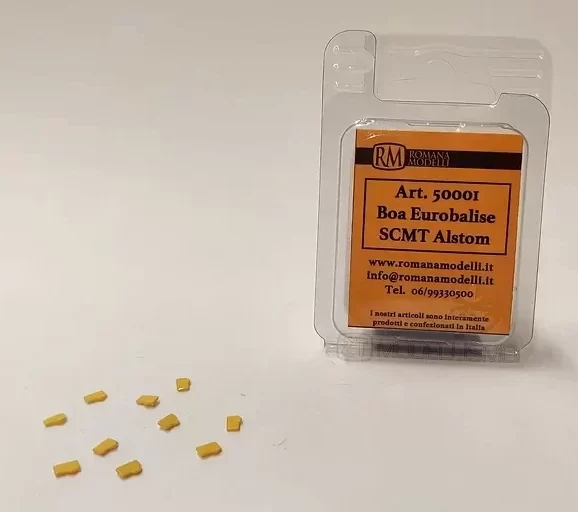 RM ROMANA
MODELLI
Art. 50001
Boa Eurobalise
SCMT Alstom
www.romanamodelli.it
info@romanamodelli.it
Tel. 06/99330500
I nostri articoli sono interamente
prodotti e confezionati in Italia